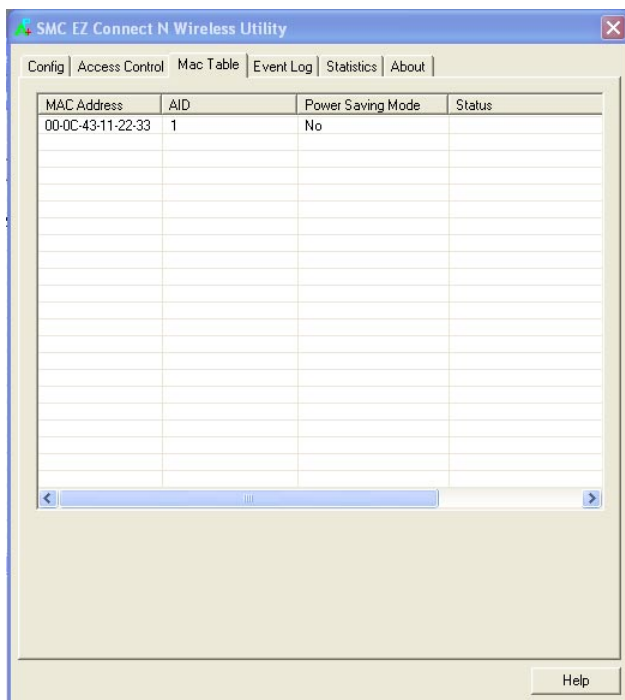 SMC EZ Connect N Wireless Utility
Config Access Control Mac Table Event Log Statistics About
MAC Address AID Power Saving Mode Status
00-0C-43-11-22-33 1 No
Help